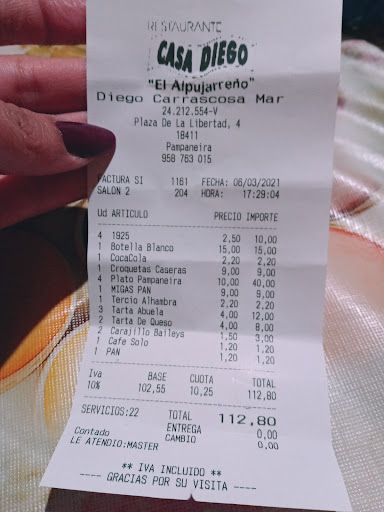 RESTAURANTE
CASA DIEGO
"El Alpujarreño"
Diego Carrascosa Mar
24.212.554-V
Plaza De La Libertad, 4
18411
Pampaneira
958 763 015
FACTURA SI 1161 FECHA: 06/03/2021
SALON 2 204 HORA: 17:29:04
Ud ARTICULO PRECIO IMPORTE
4 1925 2,50 10,00
1 Botella Blanco 15,00 15,00
1 CocaCola 2,20 2,20
1 Croquetas Caseras 9,00 9,00
4 Plato Pampaneira 10,00 40,00
1 MIGAS PAN 9,00 9,00
1 Tercio Alhambra 2,20 2,20
3 Tarta Abuela 4,00 12,00
2 Tarta De Queso 4,00 8,00
2 Carajillo Baileys 1,50 3,00
1 Cafe Solo 1,20 1,20
1 PAN 1,20 1,20
Iva BASE CUOTA TOTAL
10% 102,55 10,25 112,80
SERVICIOS:22 TOTAL 112,80
ENTREGA 0,00
Contado CAMBIO 0,00
LE ATENDIO:MASTER
** IVA INCLUIDO **
---- GRACIAS POR SU VISITA ----